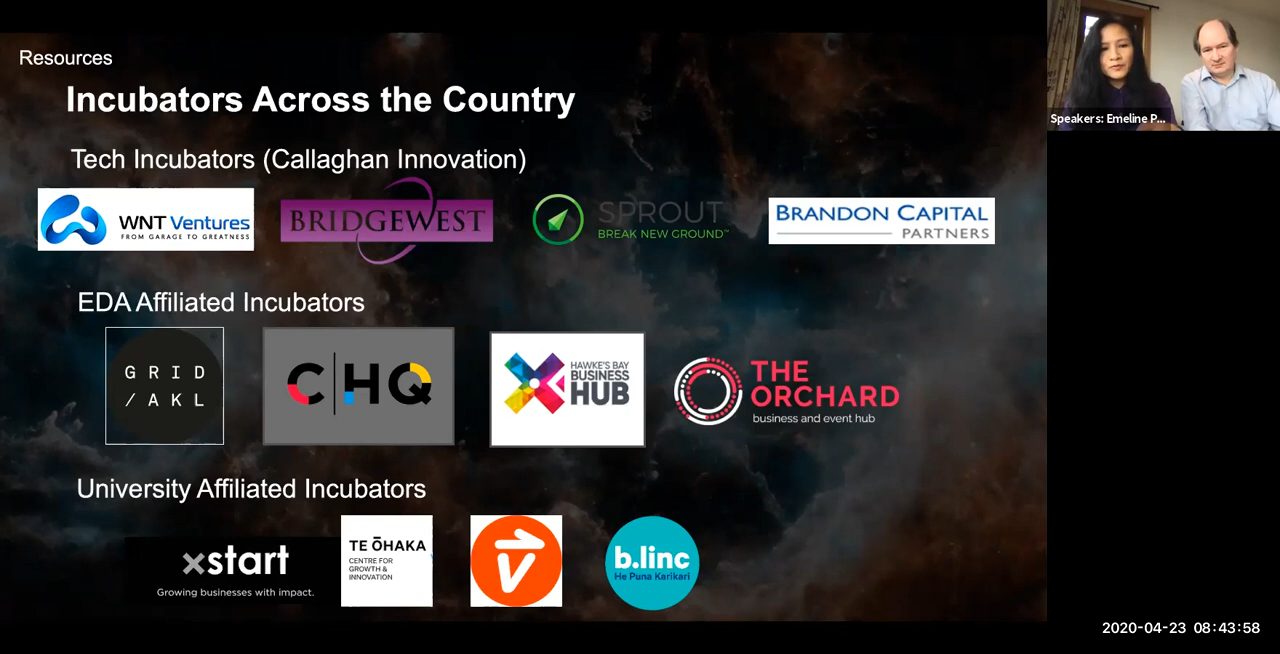 Resources
Incubators Across the Country
Tech Incubators (Callaghan Innovation)
WNT Ventures
FROM GARAGE TO GREATNESS
BRIDGEWEST
SPROUT
BREAK NEW GROUND™
BRANDON CAPITAL
PARTNERS
EDA Affiliated Incubators
GRID
/AKL
C|HQ
HAWKE'S BAY
BUSINESS
HUB
THE
ORCHARD
business and event hub
University Affiliated Incubators
xstart
Growing businesses with impact.
TE ŌHAKA
CENTRE FOR
GROWTH &
INNOVATION
v
b.linc
He Puna Karikari
Speakers: Emeline P...
2020-04-23 08:43:58